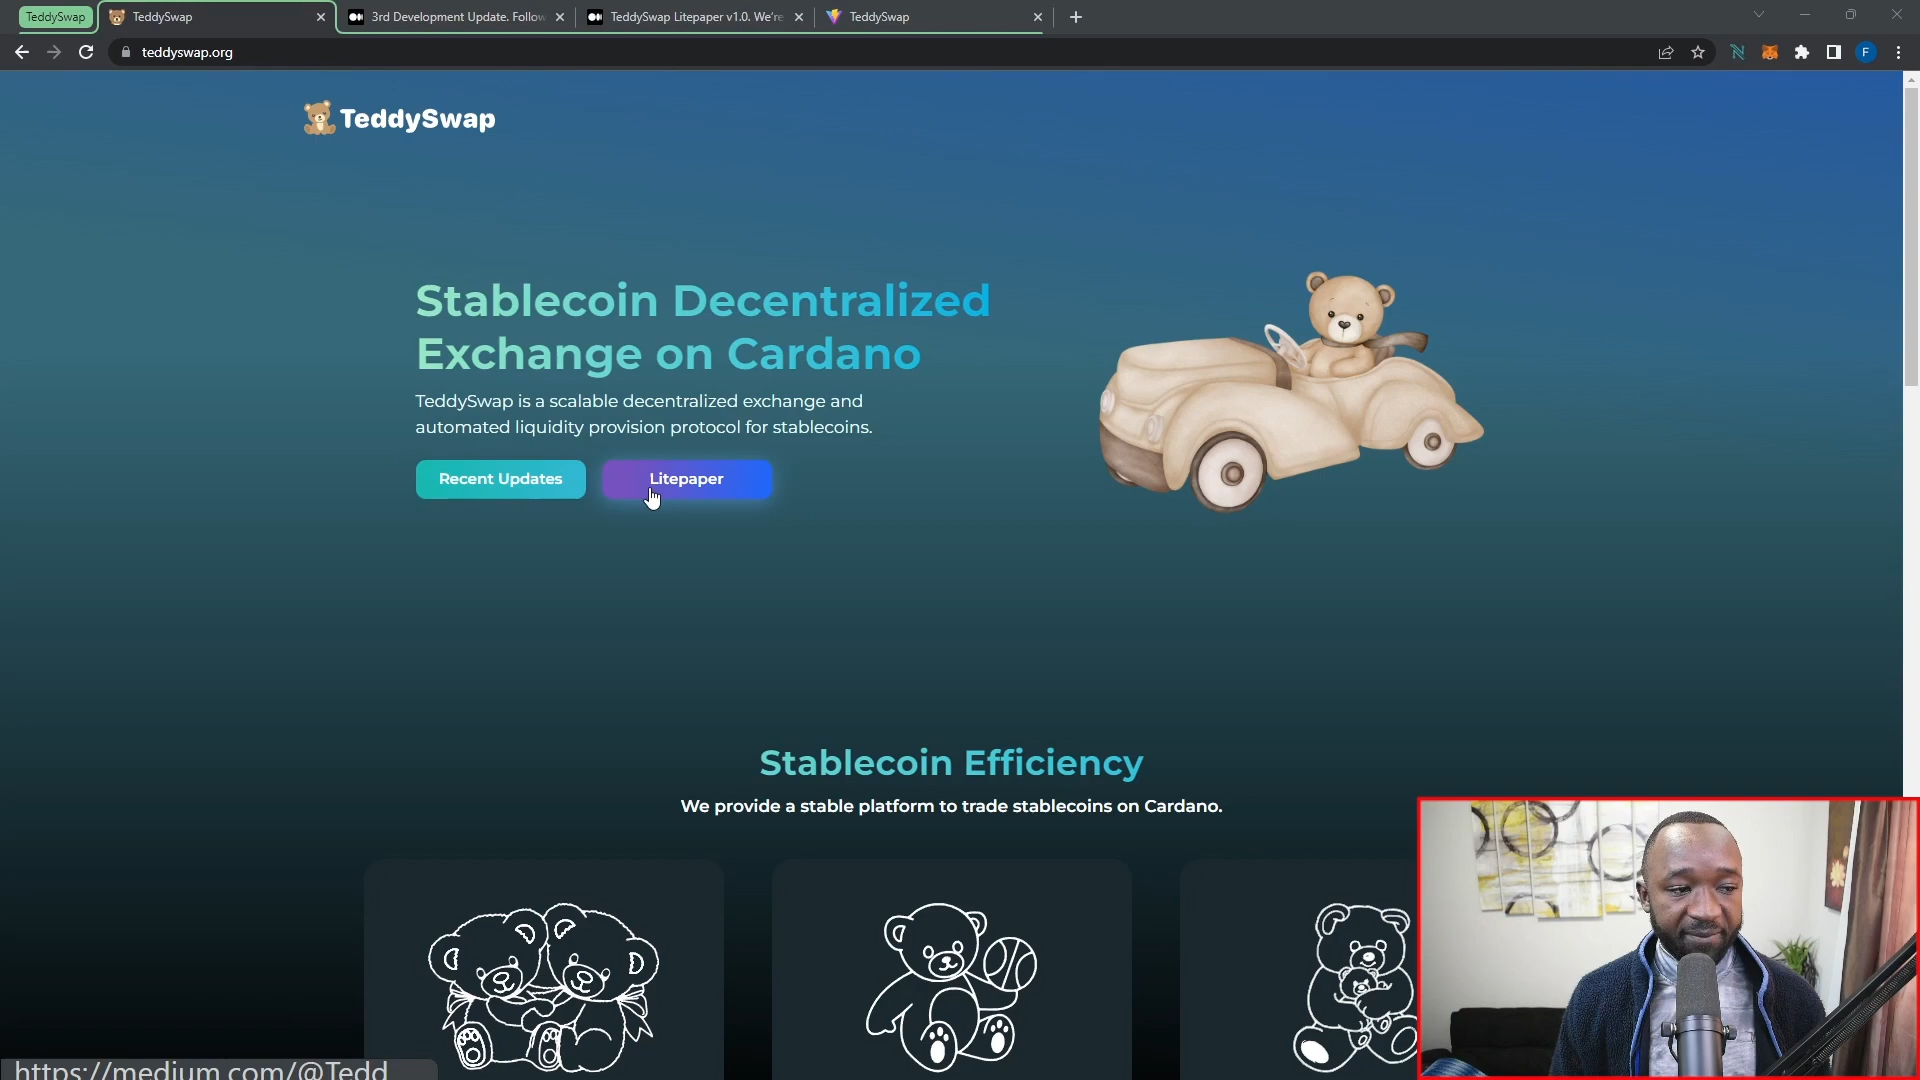 TeddySwap
TeddySwap
3rd Development Update. Follow
TeddySwap Litepaper v1.0. We're
TeddySwap
teddyswap.org
F
TeddySwap
Stablecoin Decentralized
Exchange on Cardano
TeddySwap is a scalable decentralized exchange and
automated liquidity provision protocol for stablecoins.
Recent Updates
Litepaper
Stablecoin Efficiency
We provide a stable platform to trade stablecoins on Cardano.
https://medium.com/@Tedd